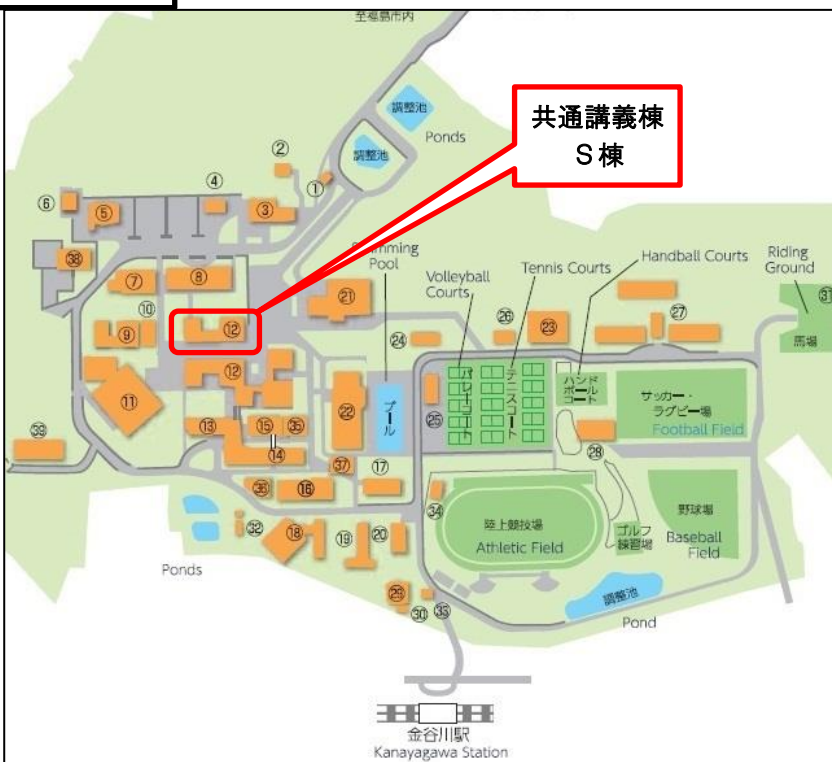 至福島市内
共通講義棟
S棟
調整池
Ponds
調整池
②
①
④
③
⑥
⑤
㊳
⑦
⑧
Swimming
Pool
Volleyball
Courts
Tennis Courts
Handball Courts
Riding
Ground
㉛
馬場
⑩
⑨
⑫
㉑
㉔
㉖
㉓
㉗
⑫
⑪
㉒
プール
㉕
バレーコート
テニスコート
ハンド
ボール
コート
サッカー・
ラグビー場
Football Field
⑬
⑮
㉟
⑭
㊲
⑰
㉘
㊴
㊱
⑯
㉞
陸上競技場
Athletic Field
ゴルフ
練習場
野球場
Baseball
Field
㉜
⑱
⑲
⑳
Ponds
㉙
㉚
㉝
調整池
Pond
金谷川駅
Kanayagawa Station